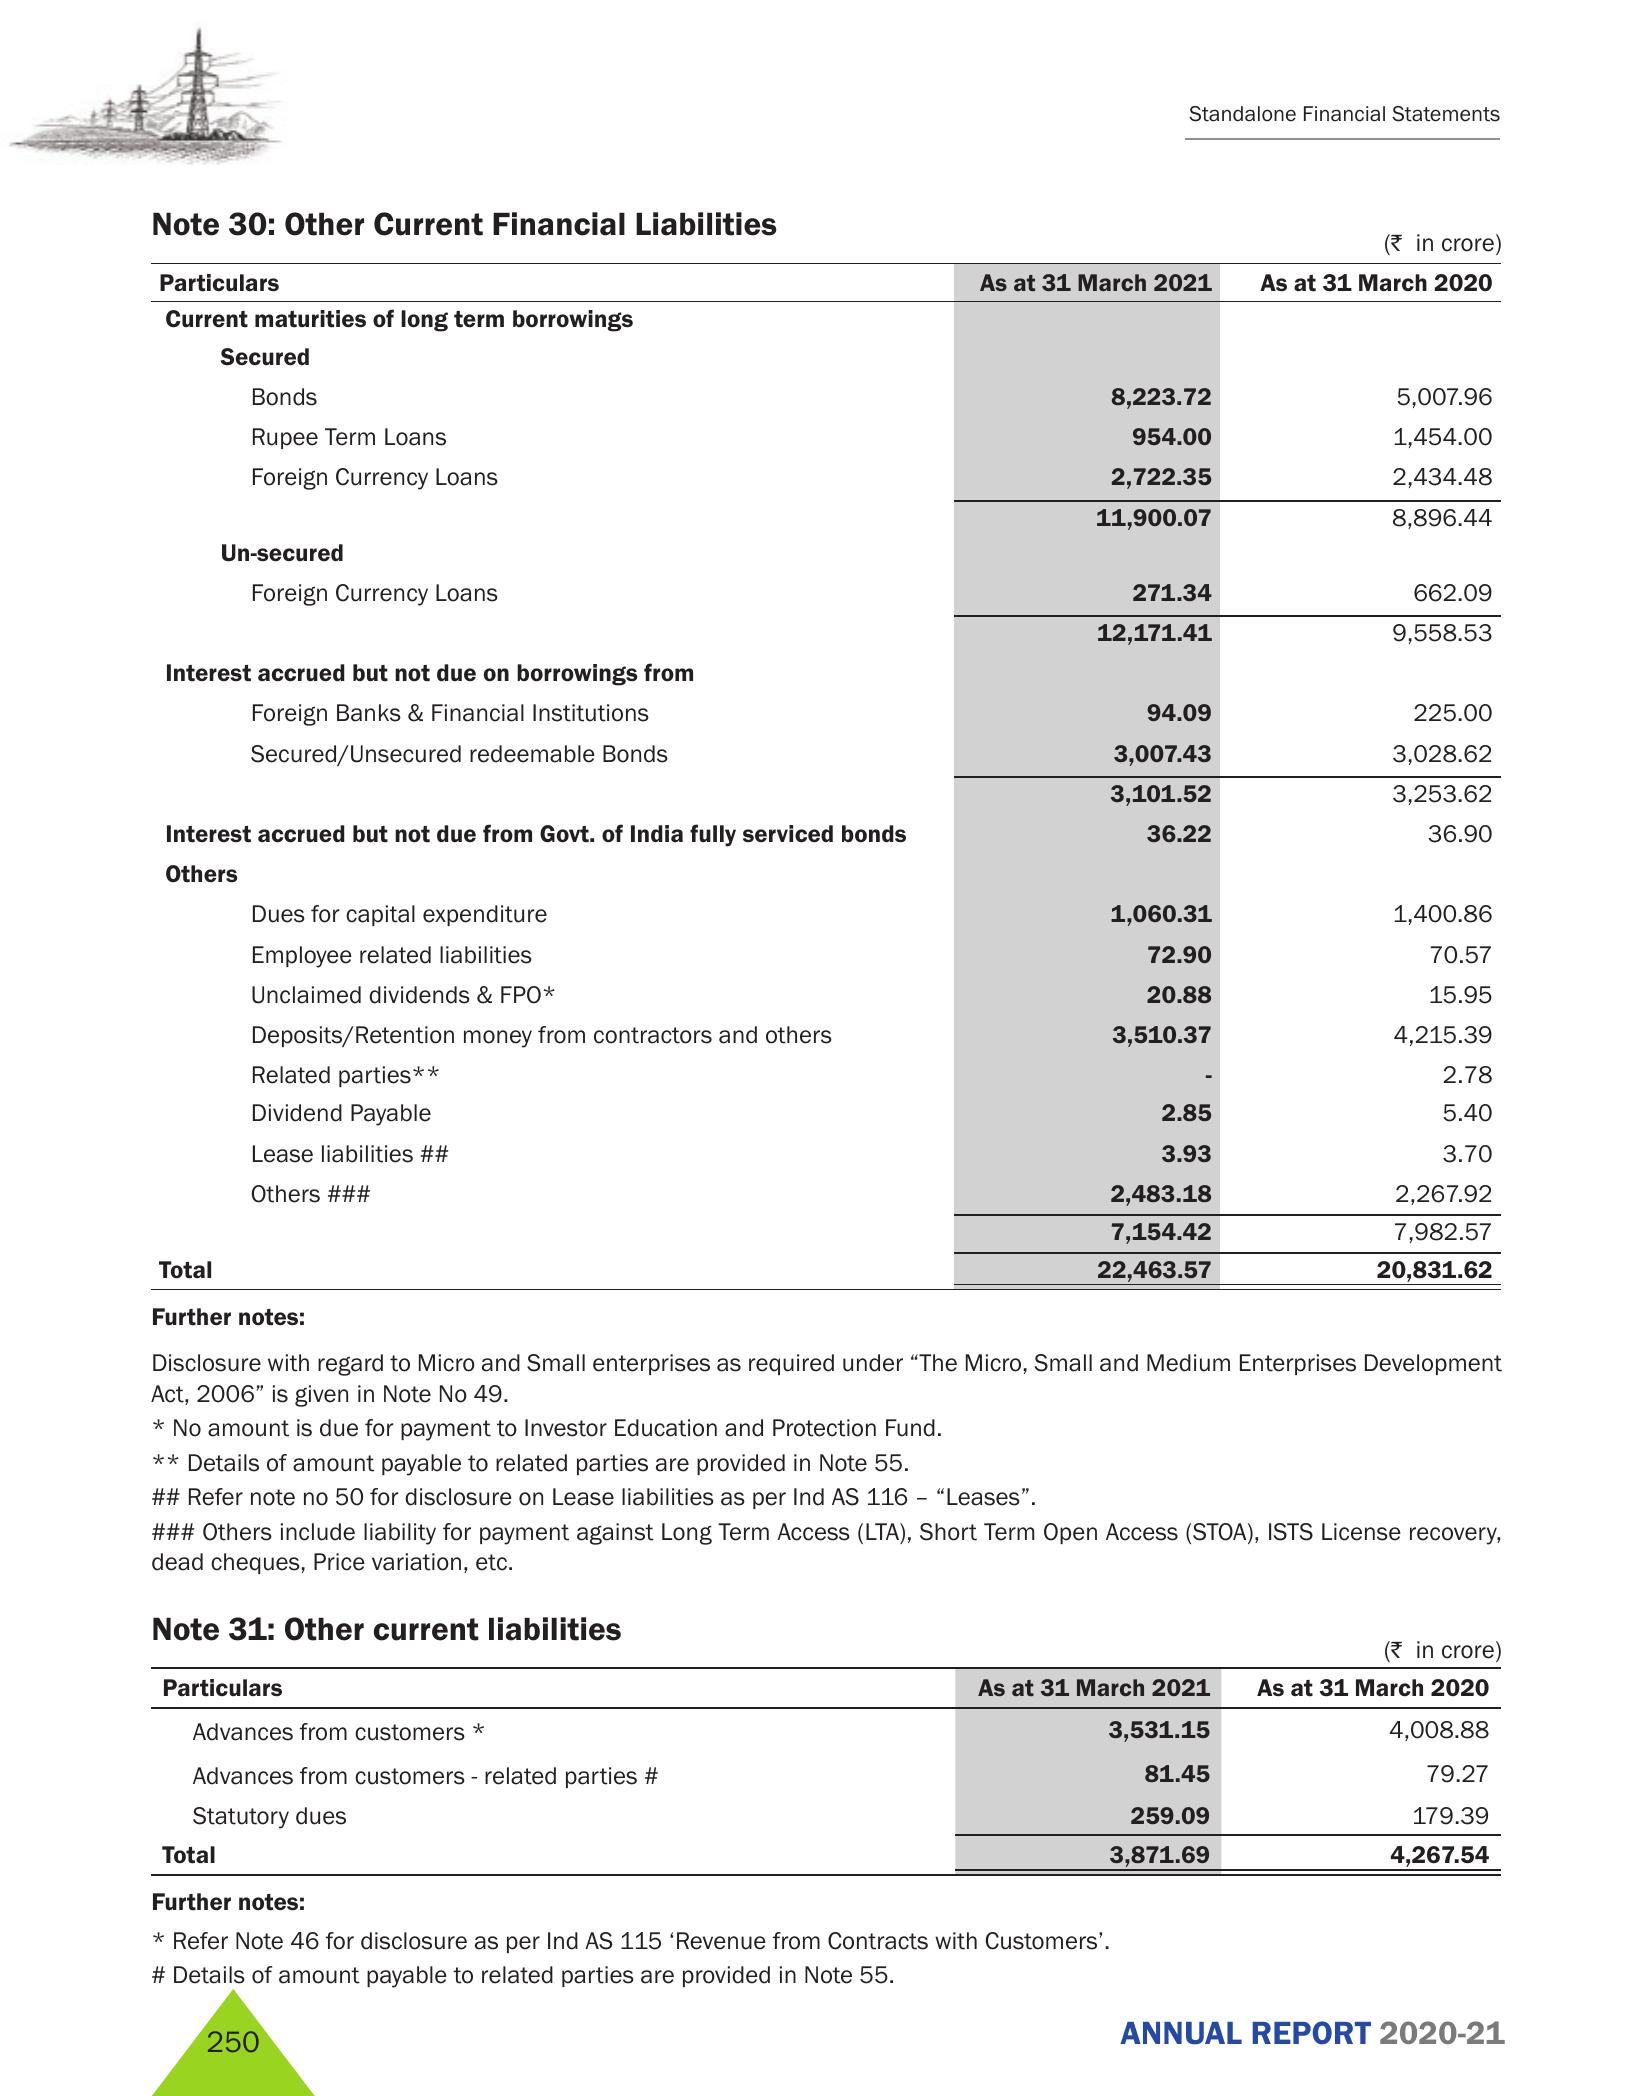 Standalone Financial Statements
Note 30: Other Current Financial Liabilities
(₹ in crore)
Particulars As at 31 March 2021 As at 31 March 2020
Current maturities of long term borrowings
Secured
Bonds 8,223.72 5,007.96
Rupee Term Loans 954.00 1,454.00
Foreign Currency Loans 2,722.35 2,434.48
11,900.07 8,896.44
Un-secured
Foreign Currency Loans 271.34 662.09
12,171.41 9,558.53
Interest accrued but not due on borrowings from
Foreign Banks & Financial Institutions 94.09 225.00
Secured/Unsecured redeemable Bonds 3,007.43 3,028.62
3,101.52 3,253.62
Interest accrued but not due from Govt. of India fully serviced bonds 36.22 36.90
Others
Dues for capital expenditure 1,060.31 1,400.86
Employee related liabilities 72.90 70.57
Unclaimed dividends & FPO* 20.88 15.95
Deposits/Retention money from contractors and others 3,510.37 4,215.39
Related parties** - 2.78
Dividend Payable 2.85 5.40
Lease liabilities ## 3.93 3.70
Others ### 2,483.18 2,267.92
7,154.42 7,982.57
Total 22,463.57 20,831.62
Further notes:
Disclosure with regard to Micro and Small enterprises as required under “The Micro, Small and Medium Enterprises Development
Act, 2006” is given in Note No 49.
* No amount is due for payment to Investor Education and Protection Fund.
** Details of amount payable to related parties are provided in Note 55.
## Refer note no 50 for disclosure on Lease liabilities as per Ind AS 116 – “Leases”.
### Others include liability for payment against Long Term Access (LTA), Short Term Open Access (STOA), ISTS License recovery,
dead cheques, Price variation, etc.
Note 31: Other current liabilities
(₹ in crore)
Particulars As at 31 March 2021 As at 31 March 2020
Advances from customers * 3,531.15 4,008.88
Advances from customers - related parties # 81.45 79.27
Statutory dues 259.09 179.39
Total 3,871.69 4,267.54
Further notes:
* Refer Note 46 for disclosure as per Ind AS 115 ‘Revenue from Contracts with Customers’.
# Details of amount payable to related parties are provided in Note 55.
250
ANNUAL REPORT 2020-21